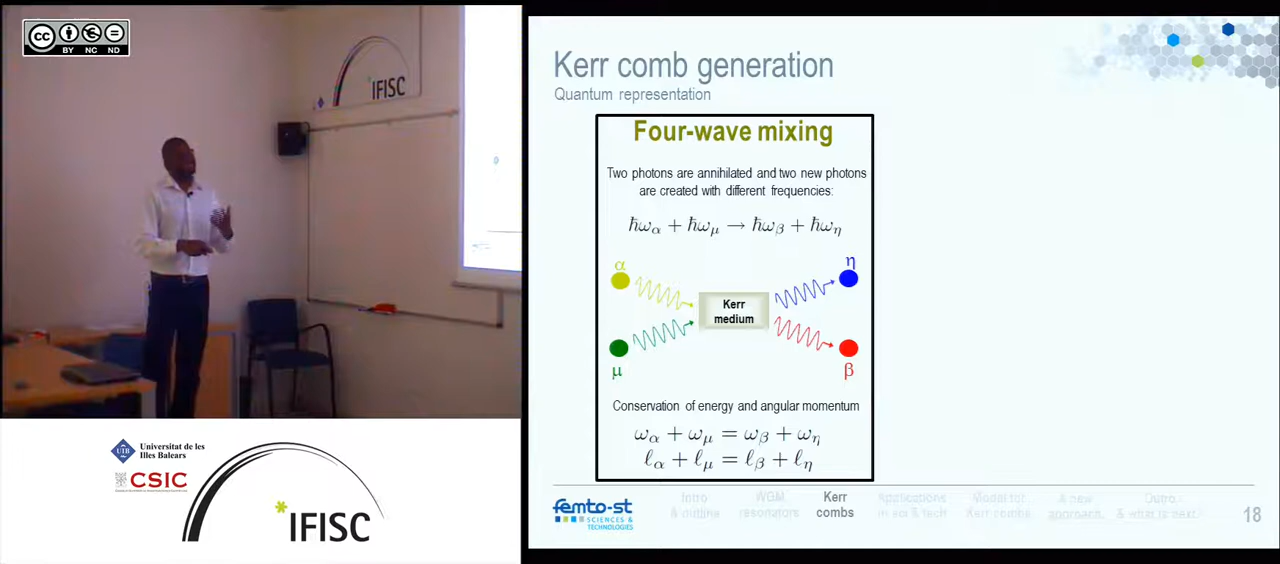 cc
BY NC ND
IFISC
Universitat de les
Illes Balears
UIB
CSIC
IFISC
Kerr comb generation
Quantum representation
Four-wave mixing
Two photons are annihilated and two new photons
are created with different frequencies:
ħω_α + ħω_μ → ħω_β + ħω_η
α
η
Kerr
medium
μ
β
Conservation of energy and angular momentum
ω_α + ω_μ = ω_β + ω_η
ℓ_α + ℓ_μ = ℓ_β + ℓ_η
femto-st
SCIENCES &
TECHNOLOGIES
Intro
& outline
WGM
resonators
Kerr
combs
Applications
in sci & tech
Model for
Kerr combs
A new
approach
Outro
& what is next
18